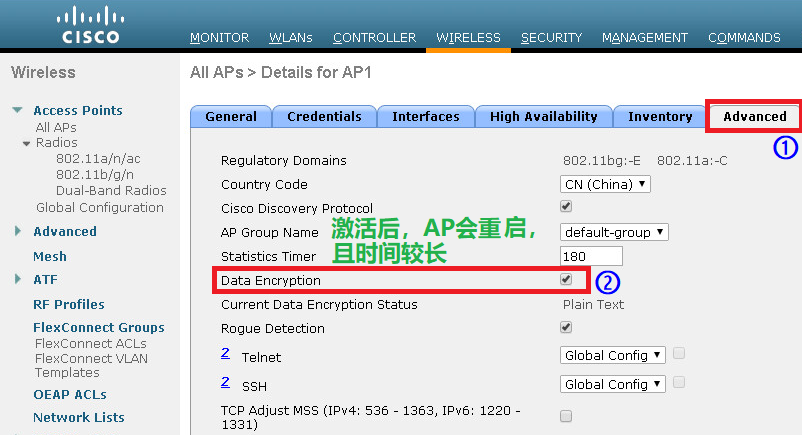 CISCO
MONITOR WLANs CONTROLLER WIRELESS SECURITY MANAGEMENT COMMANDS
Wireless
Access Points
All APs
Radios
802.11a/n/ac
802.11b/g/n
Dual-Band Radios
Global Configuration
Advanced
Mesh
ATF
RF Profiles
FlexConnect Groups
FlexConnect ACLs
FlexConnect VLAN
Templates
OEAP ACLs
Network Lists
All APs > Details for AP1
General Credentials Interfaces High Availability Inventory Advanced
①
Regulatory Domains 802.11bg:-E 802.11a:-C
Country Code CN (China)
Cisco Discovery Protocol
AP Group Name default-group
激活后，AP会重启，
且时间较长
Statistics Timer 180
Data Encryption ②
Current Data Encryption Status Plain Text
Rogue Detection
2 Telnet Global Config
2 SSH Global Config
TCP Adjust MSS (IPv4: 536 - 1363, IPv6: 1220 -
1331)